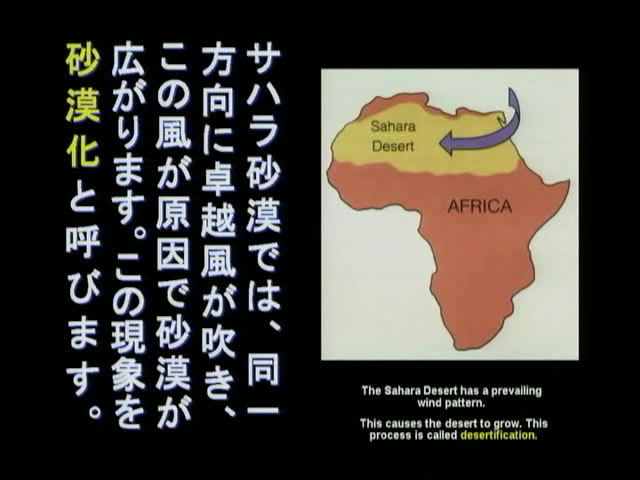 サハラ砂漠では、同一
方向に卓越風が吹き、
この風が原因で砂漠が
広がります。この現象を
砂漠化と呼びます。
Sahara
Desert
AFRICA
The Sahara Desert has a prevailing
wind pattern.
This causes the desert to grow. This
process is called desertification.